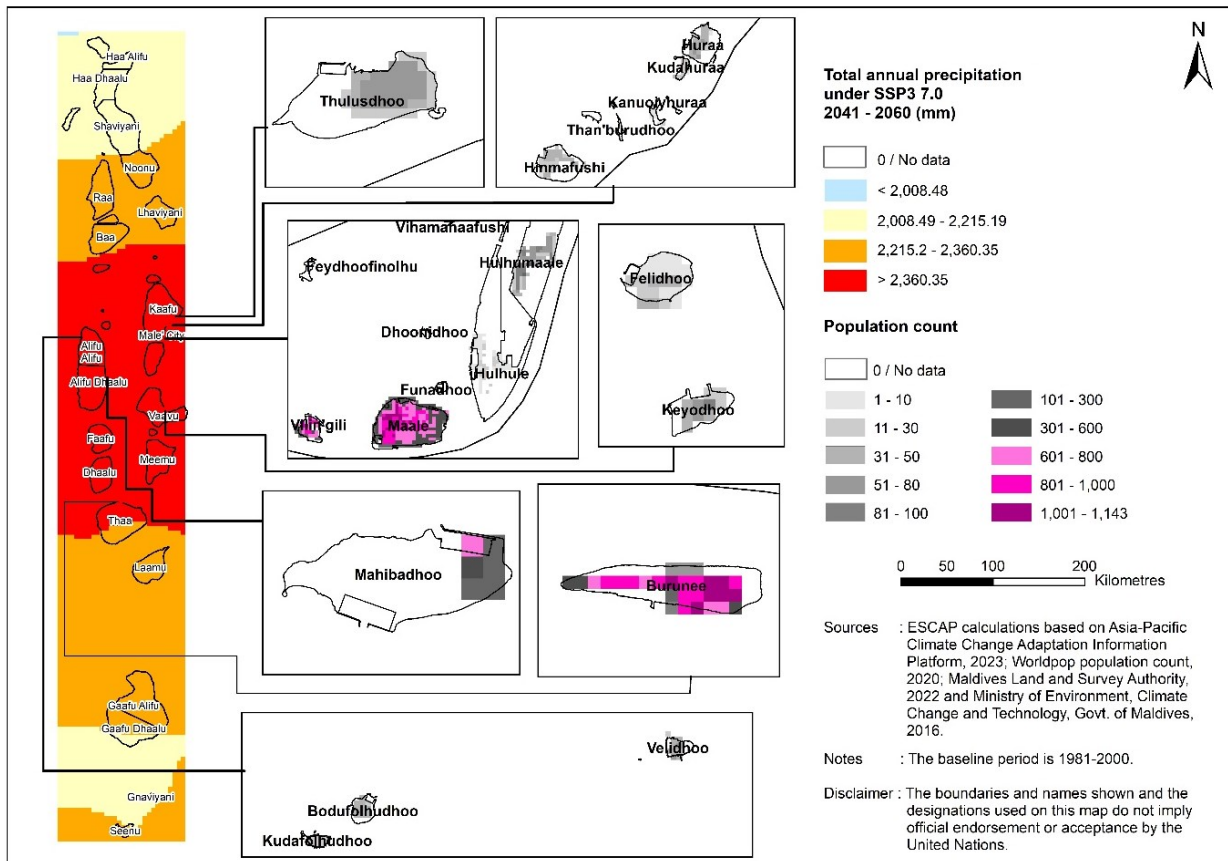 Haa Alifu
Haa Dhaalu
Shaviyani
Noonu
Raa
Lhaviyani
Baa
Kaafu
Male' City
Alifu
Alifu
Alifu Dhaalu
Vaavu
Faafu
Meemu
Dhaalu
Thaa
Laamu
Gaafu Alifu
Gaafu Dhaalu
Gnaviyani
Seenu
Thulusdhoo
Huraa
Kudahuraa
Kanuoiyhuraa
Than'burudhoo
Himmafushi
Vihamanaafushi
Feydhoofinolhu
Hulhumaale
Dhoonidhoo
Hulhule
Funadhoo
Vilin'gili
Maale
Felidhoo
Keyodhoo
Mahibadhoo
Burunee
Velidhoo
Bodufolhudhoo
Kudafolhudhoo
N
Total annual precipitation
under SSP3 7.0
2041 - 2060 (mm)
0 / No data
< 2,008.48
2,008.49 - 2,215.19
2,215.2 - 2,360.35
> 2,360.35
Population count
0 / No data
1 - 10
11 - 30
31 - 50
51 - 80
81 - 100
101 - 300
301 - 600
601 - 800
801 - 1,000
1,001 - 1,143
0 50 100 200
Kilometres
Sources : ESCAP calculations based on Asia-Pacific
Climate Change Adaptation Information
Platform, 2023; Worldpop population count,
2020; Maldives Land and Survey Authority,
2022 and Ministry of Environment, Climate
Change and Technology, Govt. of Maldives,
2016.
Notes : The baseline period is 1981-2000.
Disclaimer : The boundaries and names shown and the
designations used on this map do not imply
official endorsement or acceptance by the
United Nations.